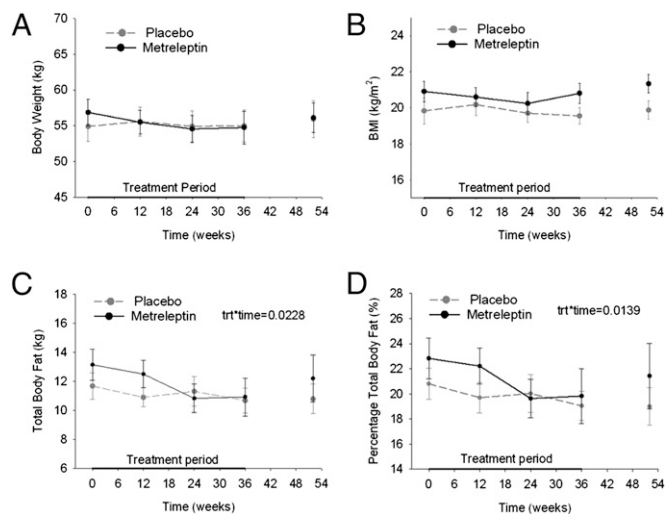 A
Placebo
Metreleptin
Body Weight (kg)
70
65
60
55
50
45
Treatment Period
0 6 12 18 24 30 36 42 48 54
Time (weeks)
B
Placebo
Metreleptin
BMI (kg/m²)
22
20
18
16
Treatment period
0 6 12 18 24 30 36 42 48 54
Time (weeks)
C
Placebo
Metreleptin
trt*time=0.0228
Total Body Fat (kg)
18
16
14
12
10
8
6
Treatment period
0 6 12 18 24 30 36 42 48 54
Time (weeks)
D
Placebo
Metreleptin
trt*time=0.0139
Percentage Total Body Fat (%)
28
26
24
22
20
18
16
14
Treatment period
0 6 12 18 24 30 36 42 48 54
Time (weeks)